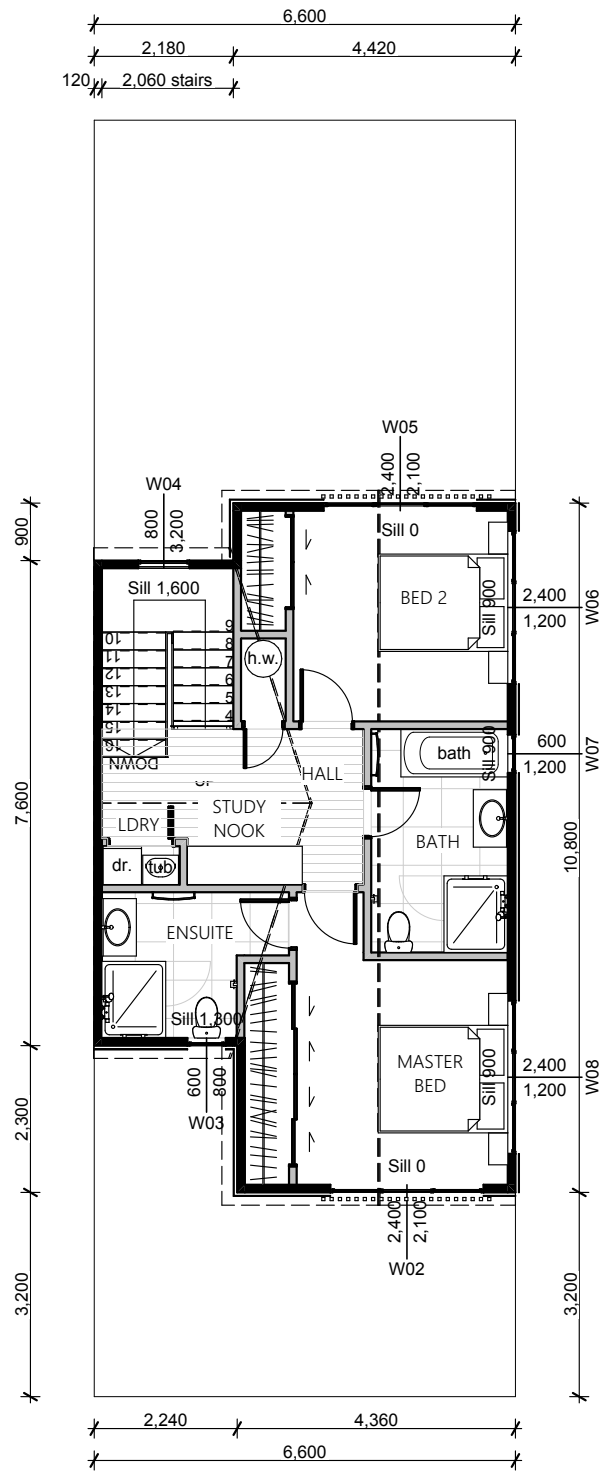 6,600
2,180
4,420
120
2,060 stairs
W05
2,400
2,100
W04
800
3,200
900
Sill 0
Sill 1,600
BED 2
Sill 900
2,400
1,200
W06
h.w.
9
8
7
6
5
4
10
11
12
13
14
15
16
DOWN
UP
HALL
bath
Sill 900
600
1,200
W07
7,600
STUDY
NOOK
LDRY
BATH
10,800
dr.
tub
ENSUITE
Sill 1,300
600
800
W03
MASTER
BED
Sill 900
2,400
1,200
W08
2,300
Sill 0
2,400
2,100
W02
3,200
3,200
2,240
4,360
6,600